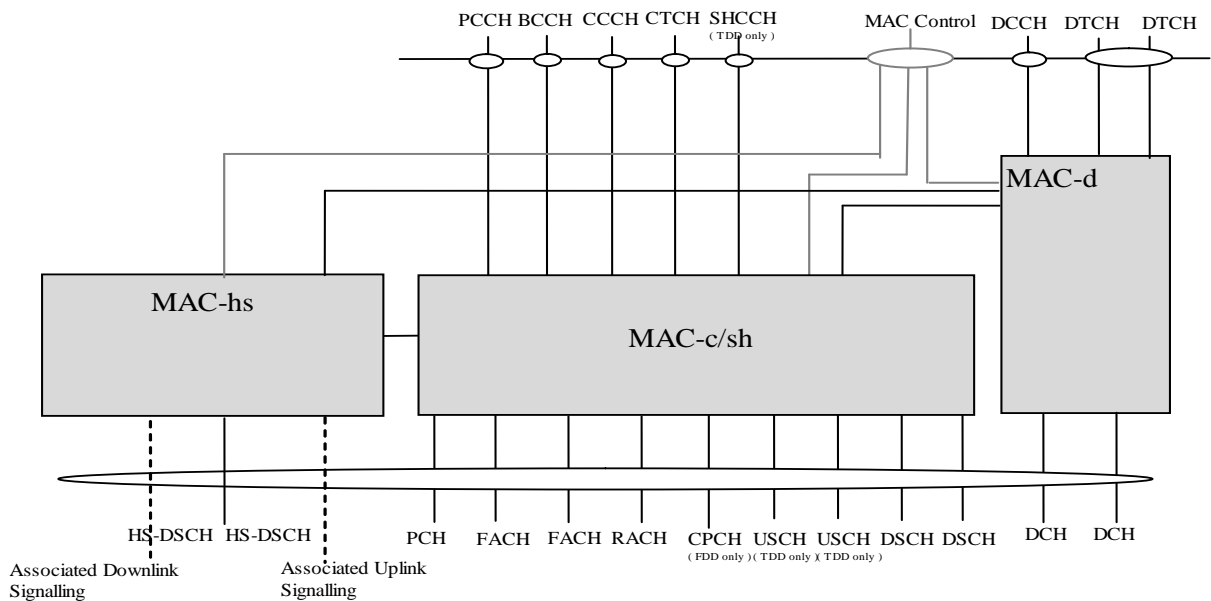 PCCH BCCH CCCH CTCH SHCCH MAC Control DCCH DTCH DTCH
( TDD only )
MAC-d
MAC-hs
MAC-c/sh
HS-DSCH HS-DSCH PCH FACH FACH RACH CPCH USCH USCH DSCH DSCH DCH DCH
( FDD only ) ( TDD only ) ( TDD only )
Associated Downlink
Signalling
Associated Uplink
Signalling